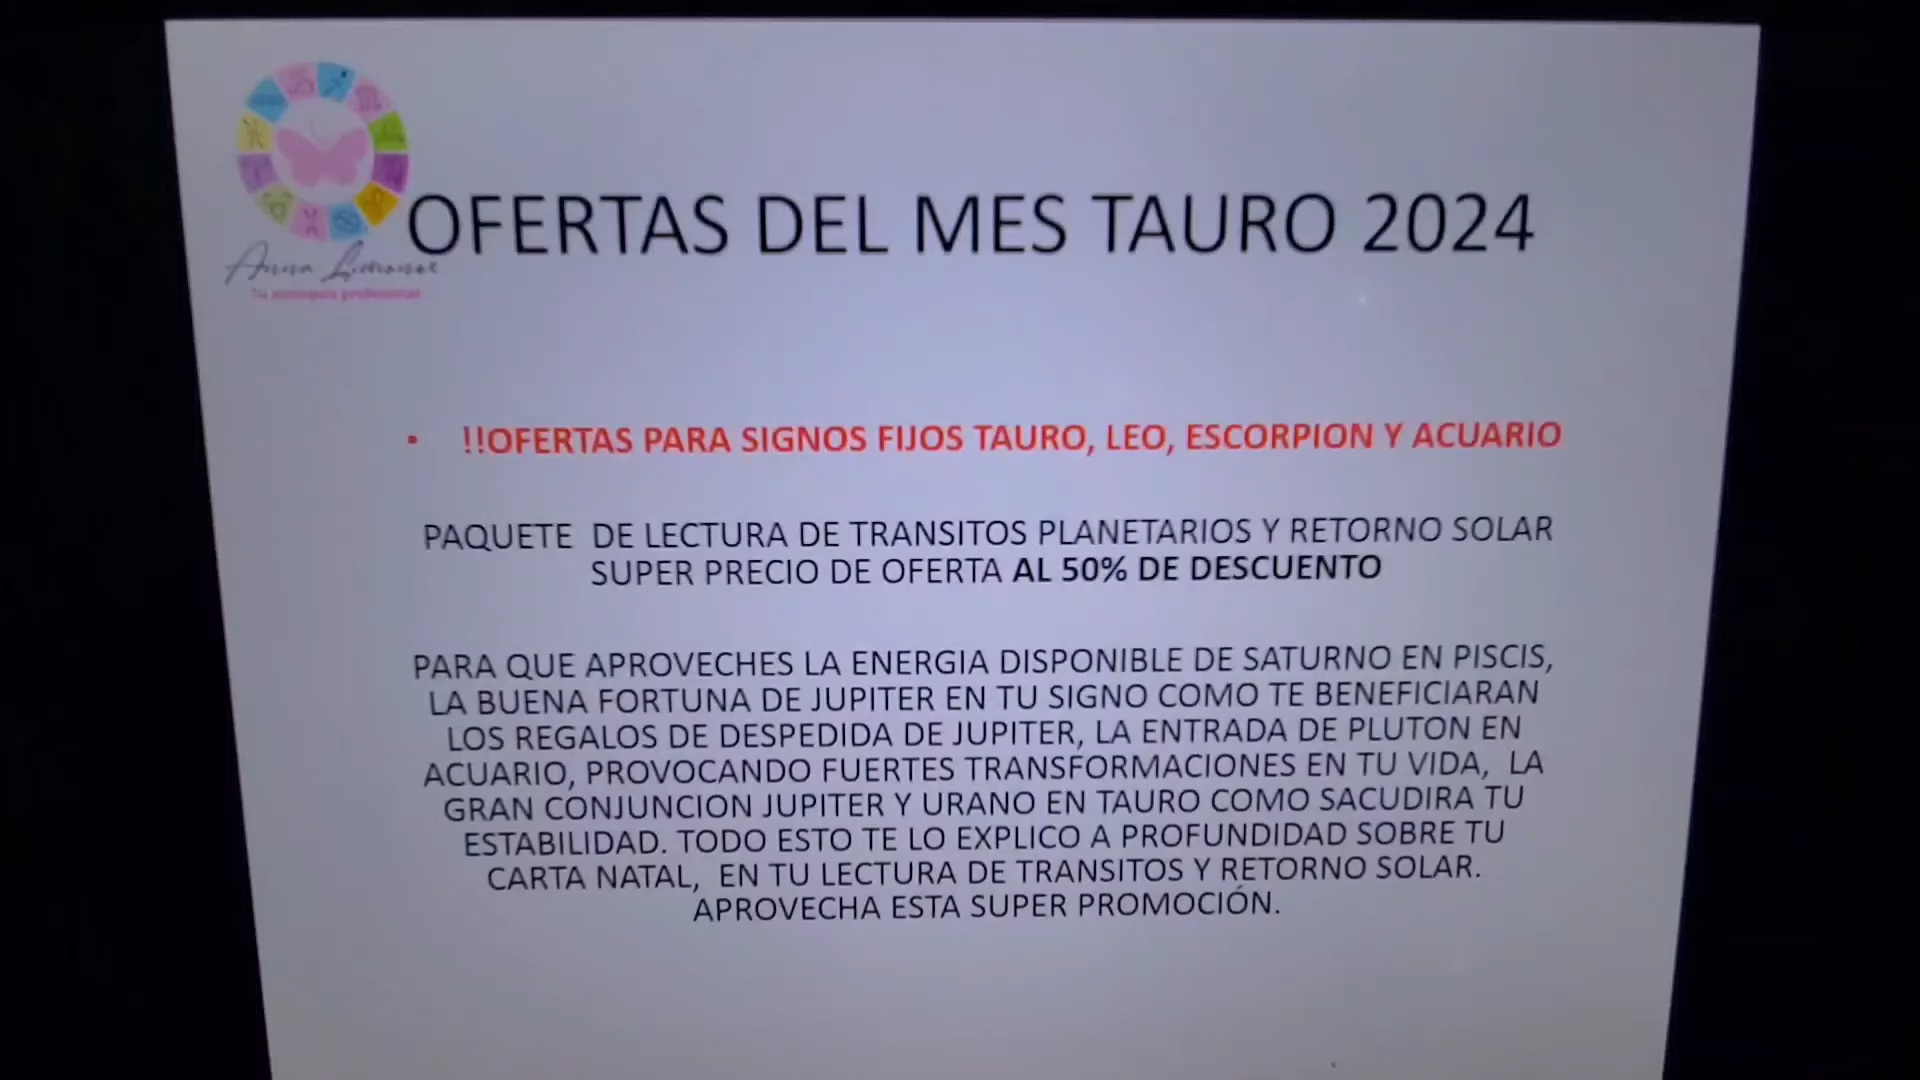 OFERTAS DEL MES TAURO 2024
Anna
• !!OFERTAS PARA SIGNOS FIJOS TAURO, LEO, ESCORPION Y ACUARIO
PAQUETE DE LECTURA DE TRANSITOS PLANETARIOS Y RETORNO SOLAR
SUPER PRECIO DE OFERTA AL 50% DE DESCUENTO
PARA QUE APROVECHES LA ENERGIA DISPONIBLE DE SATURNO EN PISCIS,
LA BUENA FORTUNA DE JUPITER EN TU SIGNO COMO TE BENEFICIARAN
LOS REGALOS DE DESPEDIDA DE JUPITER, LA ENTRADA DE PLUTON EN
ACUARIO, PROVOCANDO FUERTES TRANSFORMACIONES EN TU VIDA, LA
GRAN CONJUNCION JUPITER Y URANO EN TAURO COMO SACUDIRA TU
ESTABILIDAD. TODO ESTO TE LO EXPLICO A PROFUNDIDAD SOBRE TU
CARTA NATAL, EN TU LECTURA DE TRANSITOS Y RETORNO SOLAR.
APROVECHA ESTA SUPER PROMOCIÓN.